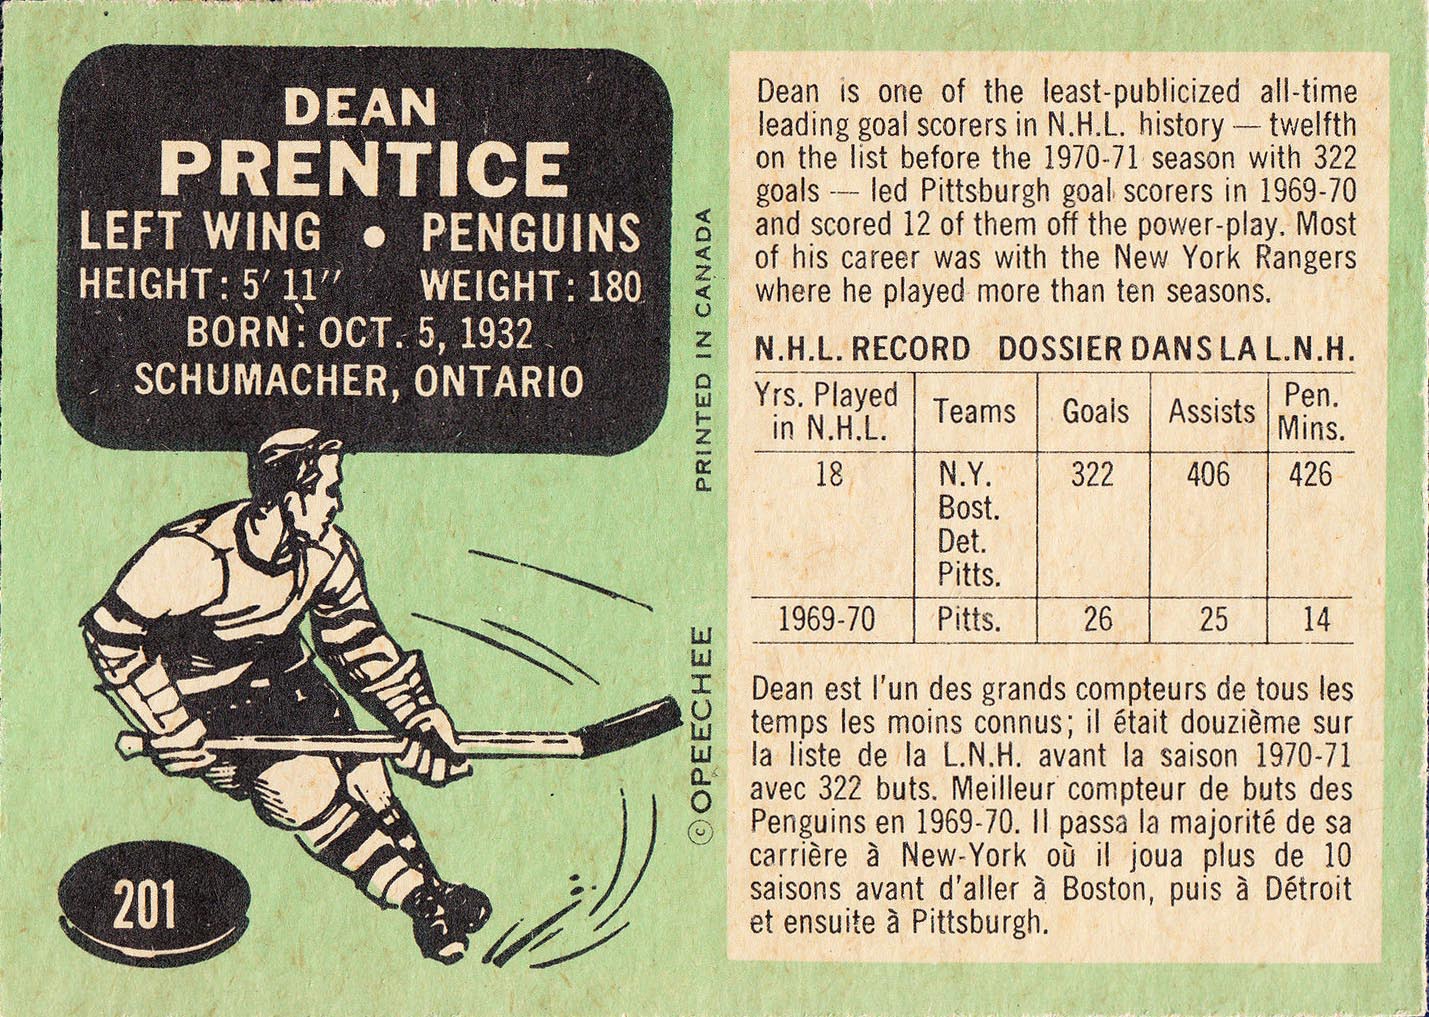 DEAN
PRENTICE
LEFT WING • PENGUINS
HEIGHT: 5' 11" WEIGHT: 180
BORN: OCT. 5, 1932
SCHUMACHER, ONTARIO
201
© OPEECHEE PRINTED IN CANADA
Dean is one of the least-publicized all-time
leading goal scorers in N.H.L. history — twelfth
on the list before the 1970-71 season with 322
goals — led Pittsburgh goal scorers in 1969-70
and scored 12 of them off the power-play. Most
of his career was with the New York Rangers
where he played more than ten seasons.
N.H.L. RECORD DOSSIER DANS LA L.N.H.
Yrs. Played Teams Goals Assists Pen.
in N.H.L. Mins.
18 N.Y. 322 406 426
Bost.
Det.
Pitts.
1969-70 Pitts. 26 25 14
Dean est l'un des grands compteurs de tous les
temps les moins connus; il était douzième sur
la liste de la L.N.H. avant la saison 1970-71
avec 322 buts. Meilleur compteur de buts des
Penguins en 1969-70. Il passa la majorité de sa
carrière à New-York où il joua plus de 10
saisons avant d'aller à Boston, puis à Détroit
et ensuite à Pittsburgh.